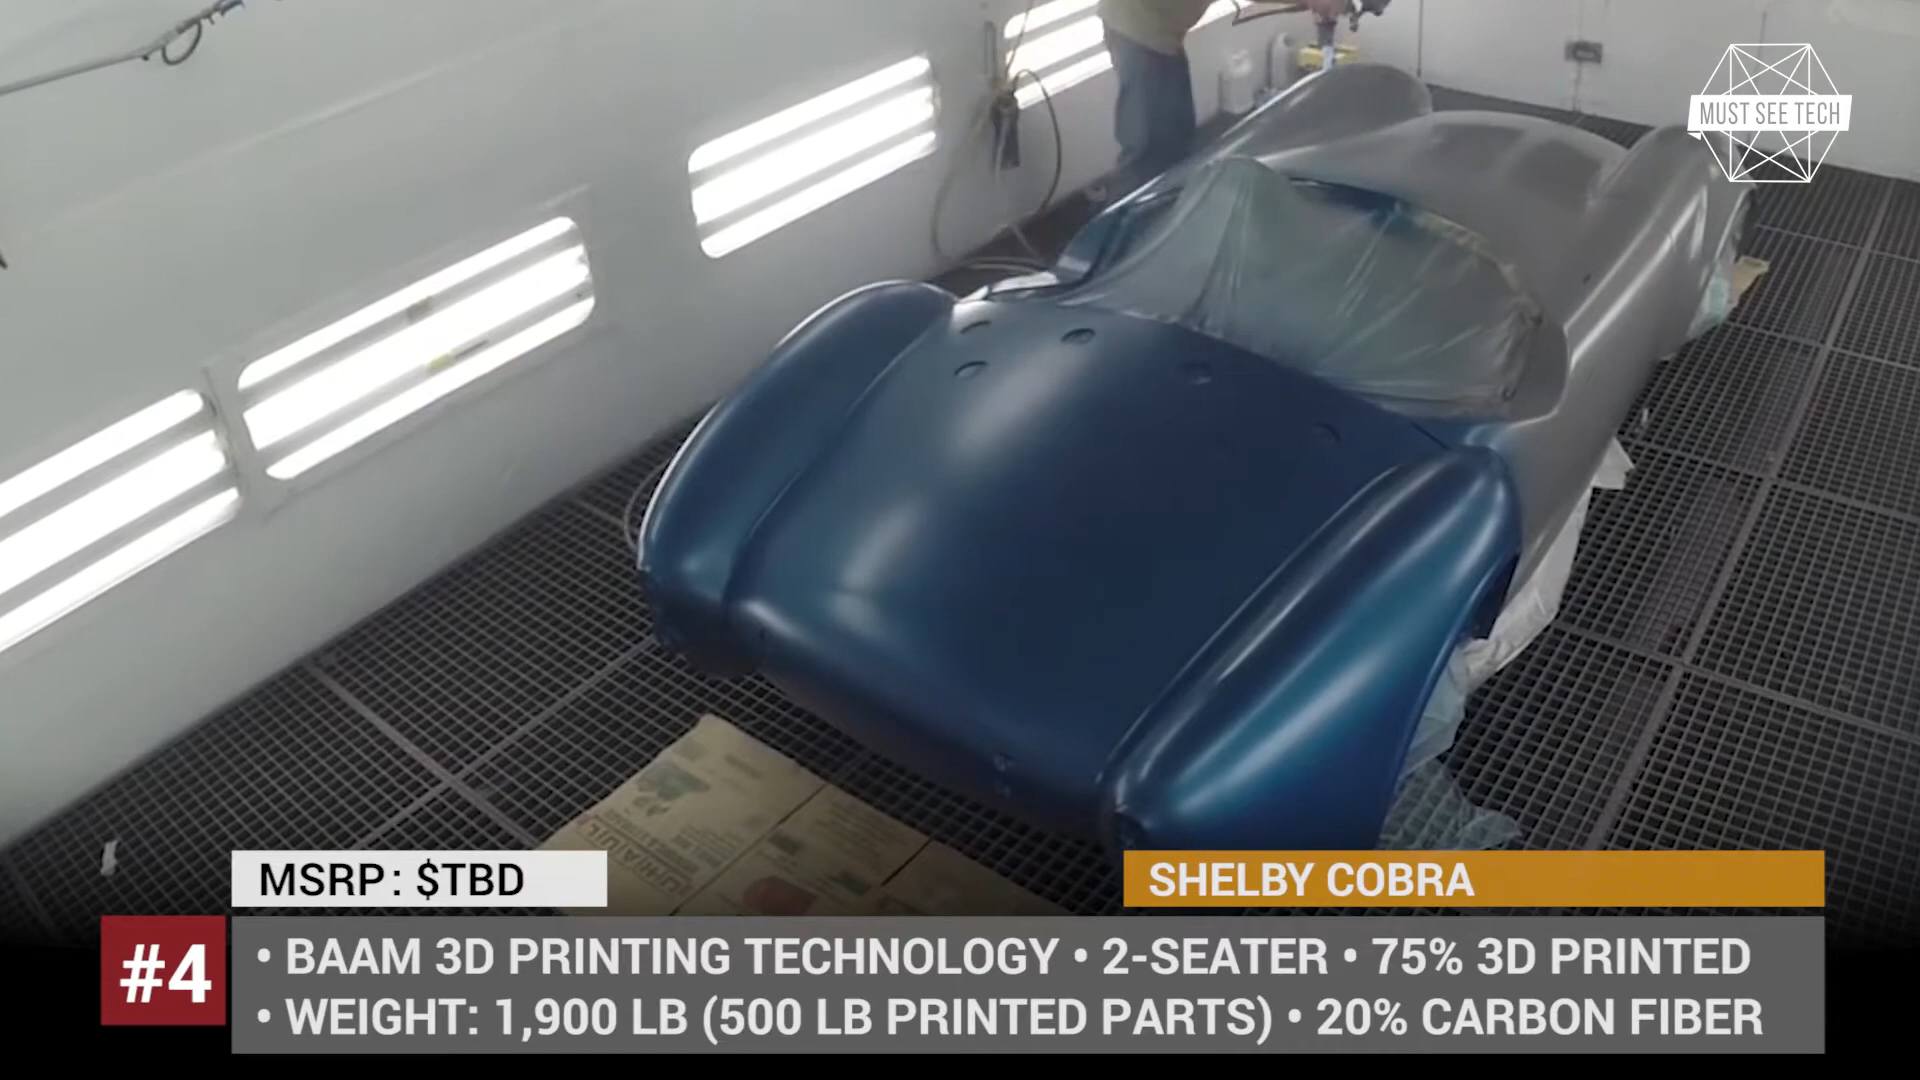 MUST SEE TECH
MSRP: $TBD
SHELBY COBRA
#4
• BAAM 3D PRINTING TECHNOLOGY • 2-SEATER • 75% 3D PRINTED
• WEIGHT: 1,900 LB (500 LB PRINTED PARTS) • 20% CARBON FIBER